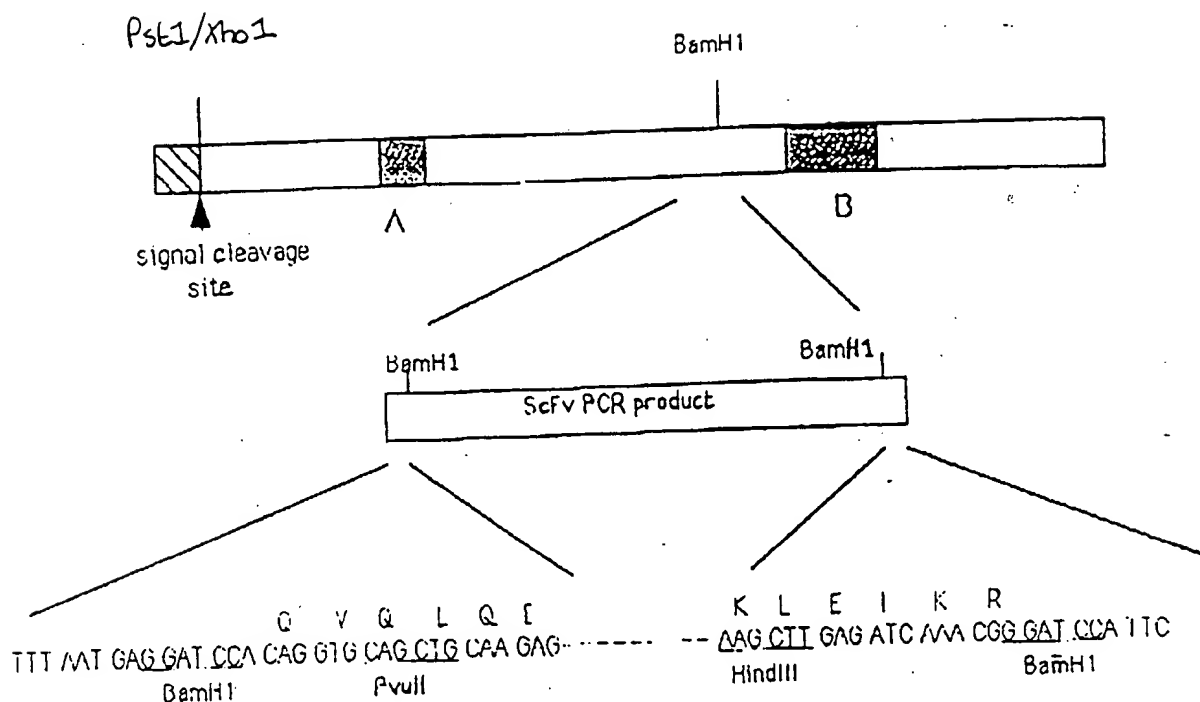 Pst1/Xho1
BamH1
A
B
signal cleavage
site
BamH1
BamH1
ScFv PCR product
Q V Q L Q E K L E I K R
TTT AAT GAG GAT CCA CAG GTG CAG CTG CAA GAG ------- -- AAG CTT GAG ATC AAA CGG GAT CCA TTC
BamH1 PvuII HindIII BamH1